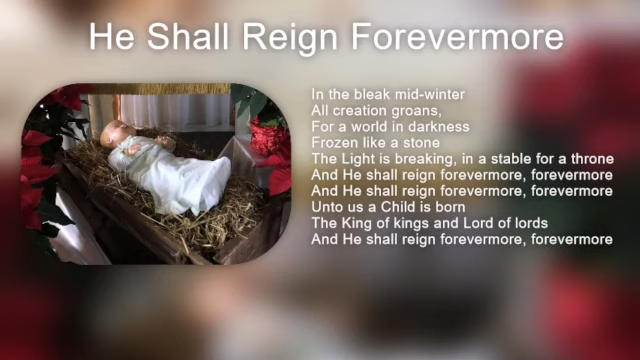 He Shall Reign Forevermore
In the bleak mid-winter
All creation groans,
For a world in darkness
Frozen like a stone
The Light is breaking, in a stable for a throne
And He shall reign forevermore, forevermore
And He shall reign forevermore, forevermore
Unto us a Child is born
The King of kings and Lord of lords
And He shall reign forevermore, forevermore